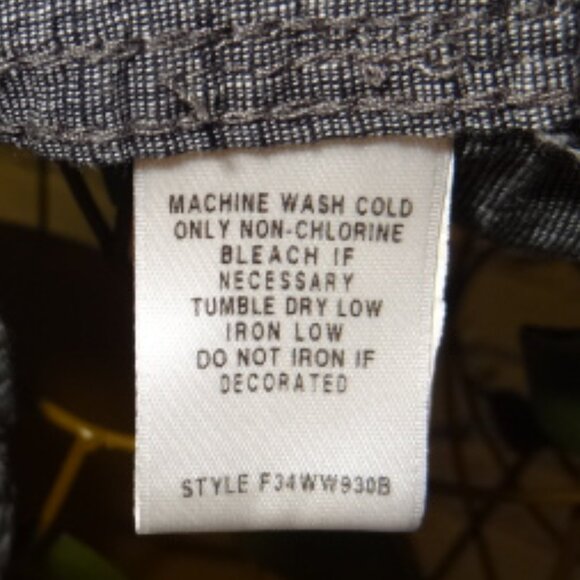 MACHINE WASH COLD
ONLY NON-CHLORINE
BLEACH IF
NECESSARY
TUMBLE DRY LOW
IRON LOW
DO NOT IRON IF
DECORATED
STYLE F34WW930B